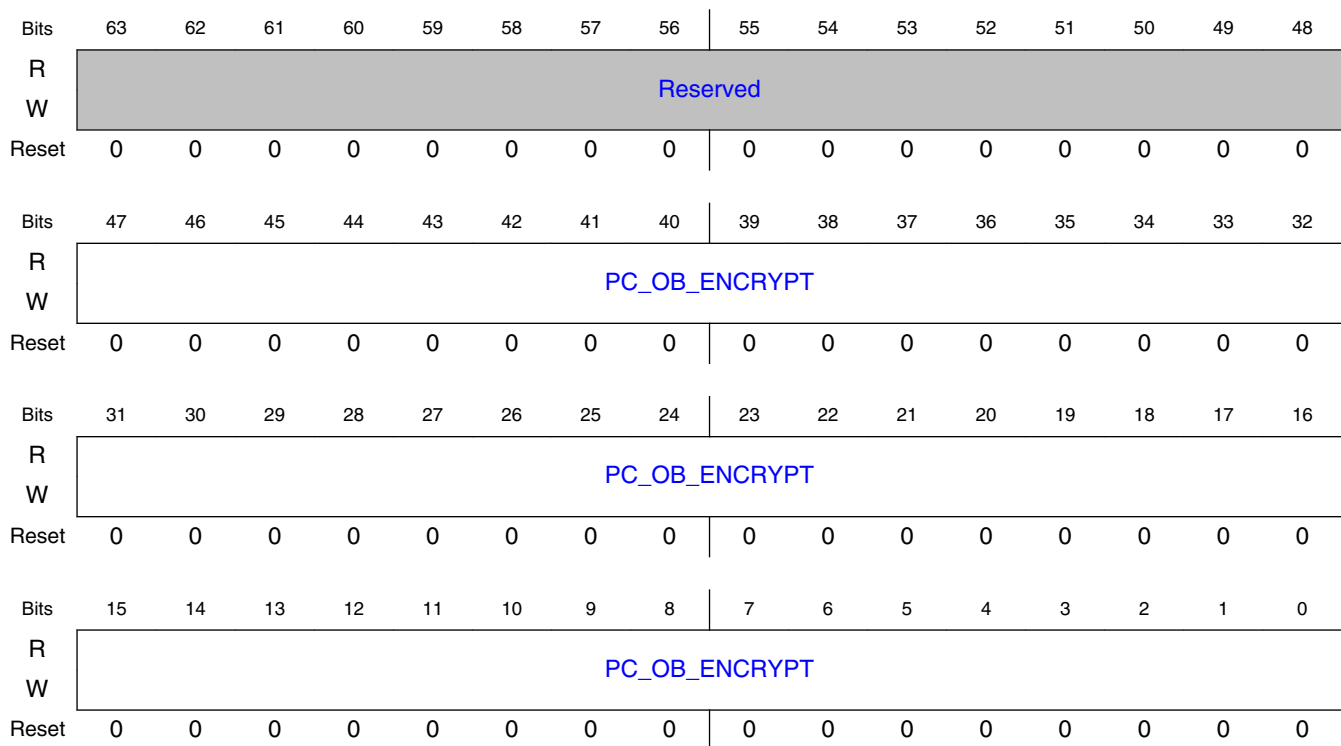 Bits 63 62 61 60 59 58 57 56 55 54 53 52 51 50 49 48
R
Reserved
W
Reset 0 0 0 0 0 0 0 0 0 0 0 0 0 0 0 0
Bits 47 46 45 44 43 42 41 40 39 38 37 36 35 34 33 32
R
PC_OB_ENCRYPT
W
Reset 0 0 0 0 0 0 0 0 0 0 0 0 0 0 0 0
Bits 31 30 29 28 27 26 25 24 23 22 21 20 19 18 17 16
R
PC_OB_ENCRYPT
W
Reset 0 0 0 0 0 0 0 0 0 0 0 0 0 0 0 0
Bits 15 14 13 12 11 10 9 8 7 6 5 4 3 2 1 0
R
PC_OB_ENCRYPT
W
Reset 0 0 0 0 0 0 0 0 0 0 0 0 0 0 0 0